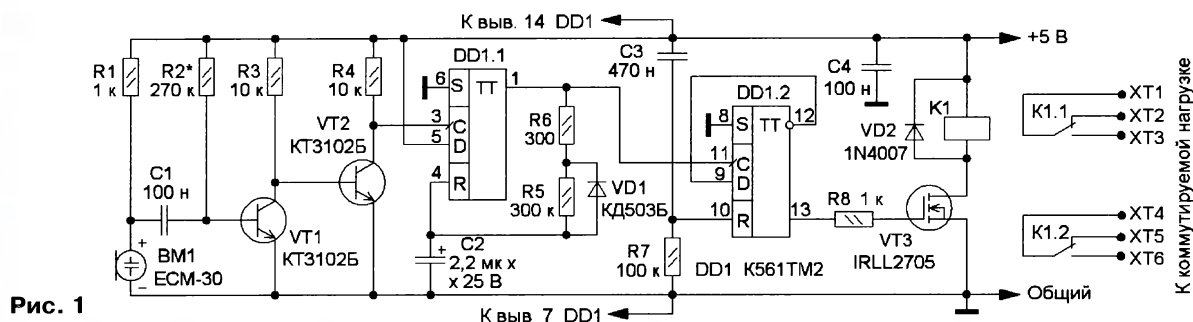 К выв. 14 DD1
+5 В
R1
1 к
R2*
270 к
R3
10 к
R4
10 к
DD1.1
6
S
TT
1
3
C
5
D
4
R
VT2
КТ3102Б
C1
100 н
VT1
КТ3102Б
BM1
ECM-30
+
−
R6
300
R5
300 к
VD1
КД503Б
+
C2
2,2 мк х
х 25 В
C3
470 н
DD1.2
8
S
TT
12
11
C
9
D
10
R
13
R7
100 к
DD1 К561ТМ2
C4
100 н
VD2
1N4007
K1
R8 1 к
VT3
IRLL2705
K1.1
XT1
XT2
XT3
K1.2
XT4
XT5
XT6
К коммутируемой нагрузке
Общий
К выв 7 DD1
Рис. 1